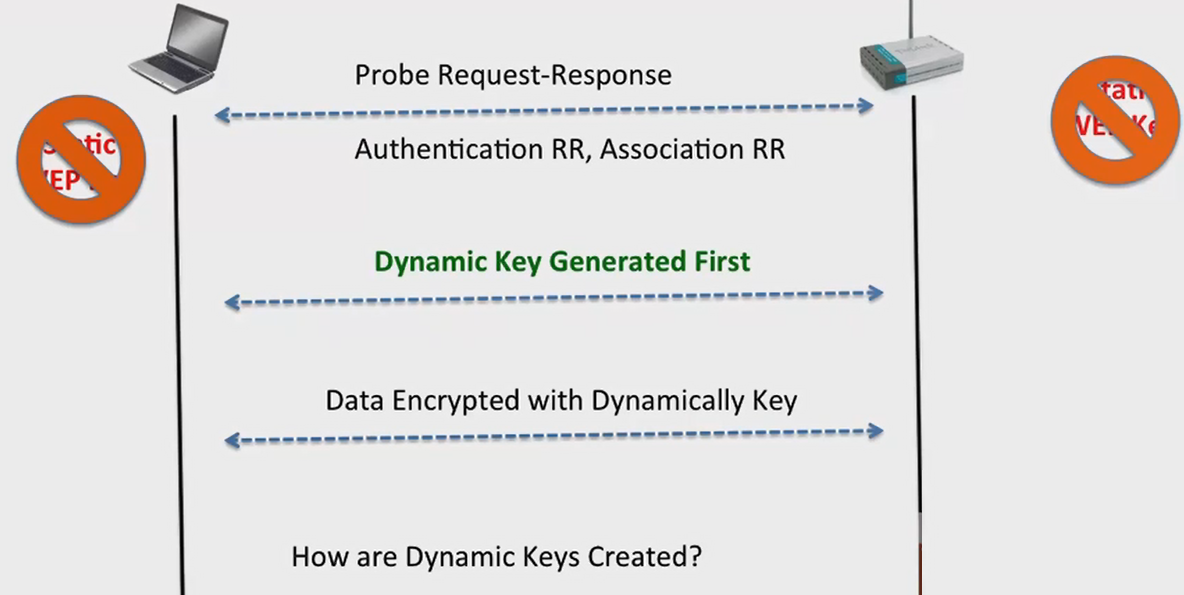 Probe Request-Response
Authentication RR, Association RR
Dynamic Key Generated First
Data Encrypted with Dynamically Key
How are Dynamic Keys Created?